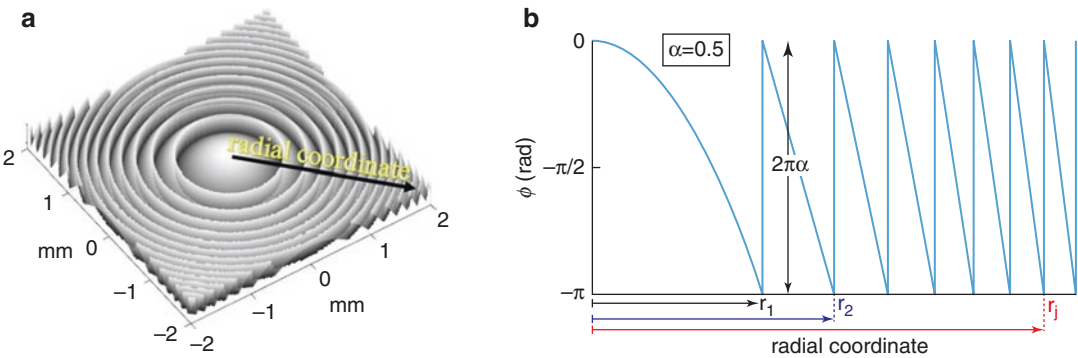 a
radial coordinate
2
1
mm
0
−1
−2
−2
−1
0
mm
1
2
b
0
α=0.5
−π/2
ϕ (rad)
2πα
−π
r1
r2
rj
radial coordinate